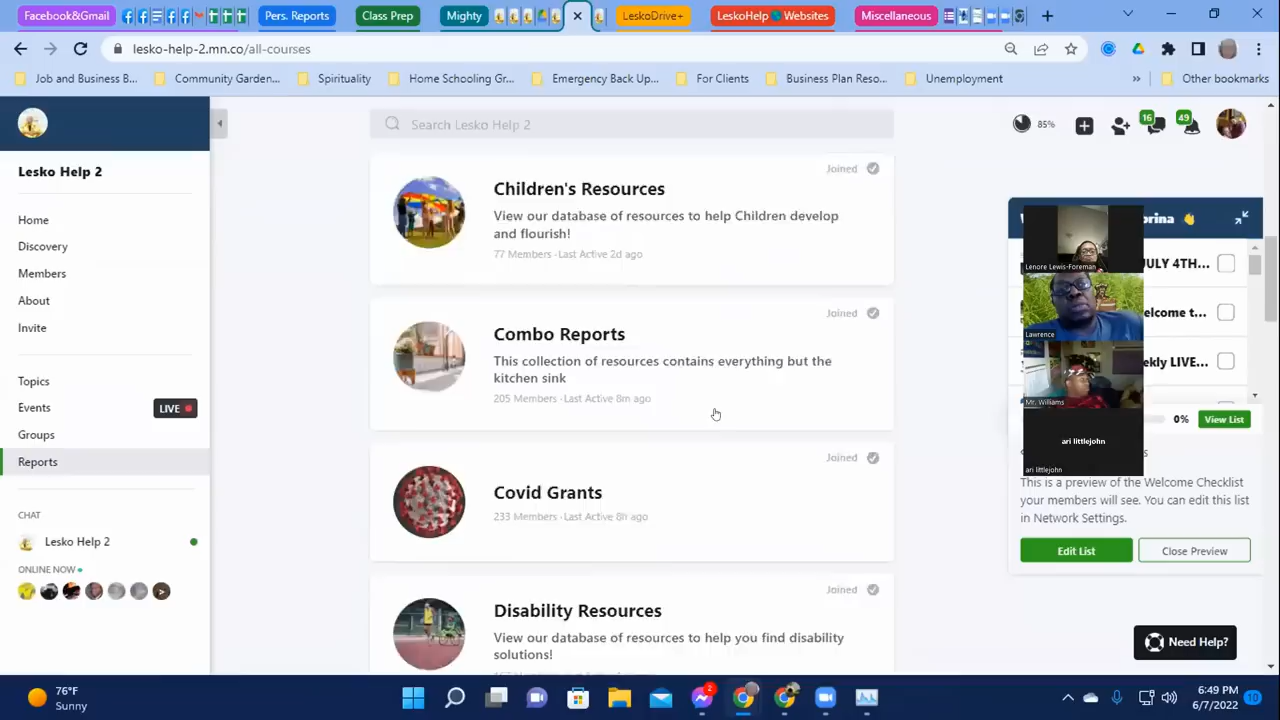 Facebook&Gmail
Pers. Reports
Class Prep
Mighty
LeskoDrive+
LeskoHelp Websites
Miscellaneous
lesko-help-2.mn.co/all-courses
Job and Business B...
Community Garden...
Spirituality
Home Schooling Gr...
Emergency Back Up...
For Clients
Business Plan Reso...
Unemployment
Other bookmarks
Search Lesko Help 2
85%
16
49
Lesko Help 2
Home
Discovery
Members
About
Invite
Topics
Events
LIVE
Groups
Reports
CHAT
Lesko Help 2
ONLINE NOW
Joined
Children's Resources
View our database of resources to help Children develop
and flourish!
77 Members · Last Active 2d ago
Joined
Combo Reports
This collection of resources contains everything but the
kitchen sink
205 Members · Last Active 8m ago
Joined
Covid Grants
233 Members · Last Active 8h ago
Joined
Disability Resources
View our database of resources to help you find disability
solutions!
JULY 4TH...
Lenore Lewis-Foreman
Lawrence
Mr. Williams
ari littlejohn
ari littlejohn
0%
View List
This is a preview of the Welcome Checklist
your members will see. You can edit this list
in Network Settings.
Edit List
Close Preview
Need Help?
76°F
Sunny
2
6:49 PM
6/7/2022
10